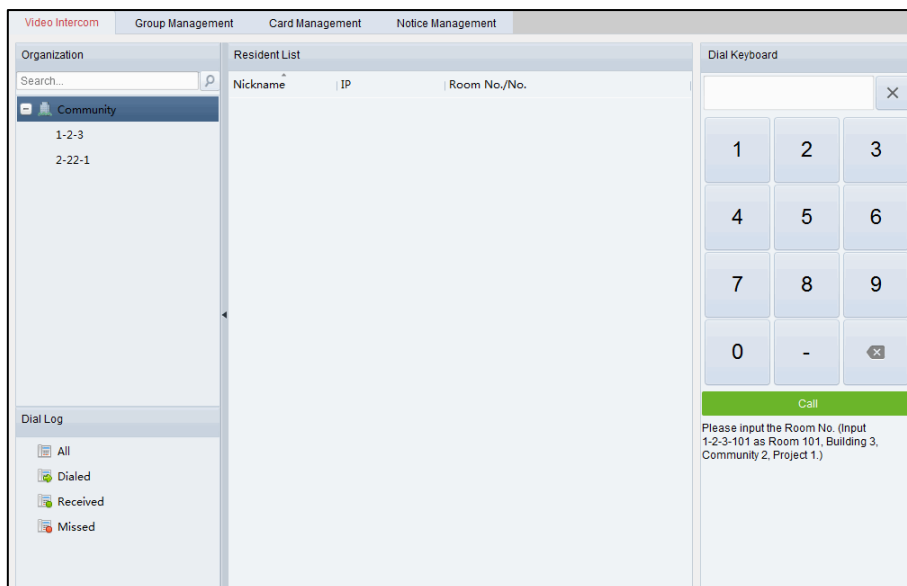 Video Intercom Group Management Card Management Notice Management
Organization
Search...
Community
1-2-3
2-22-1
Dial Log
All
Dialed
Received
Missed
Resident List
Nickname IP Room No./No.
Dial Keyboard
1 2 3
4 5 6
7 8 9
0 -
Call
Please input the Room No. (Input
1-2-3-101 as Room 101, Building 3,
Community 2, Project 1.)